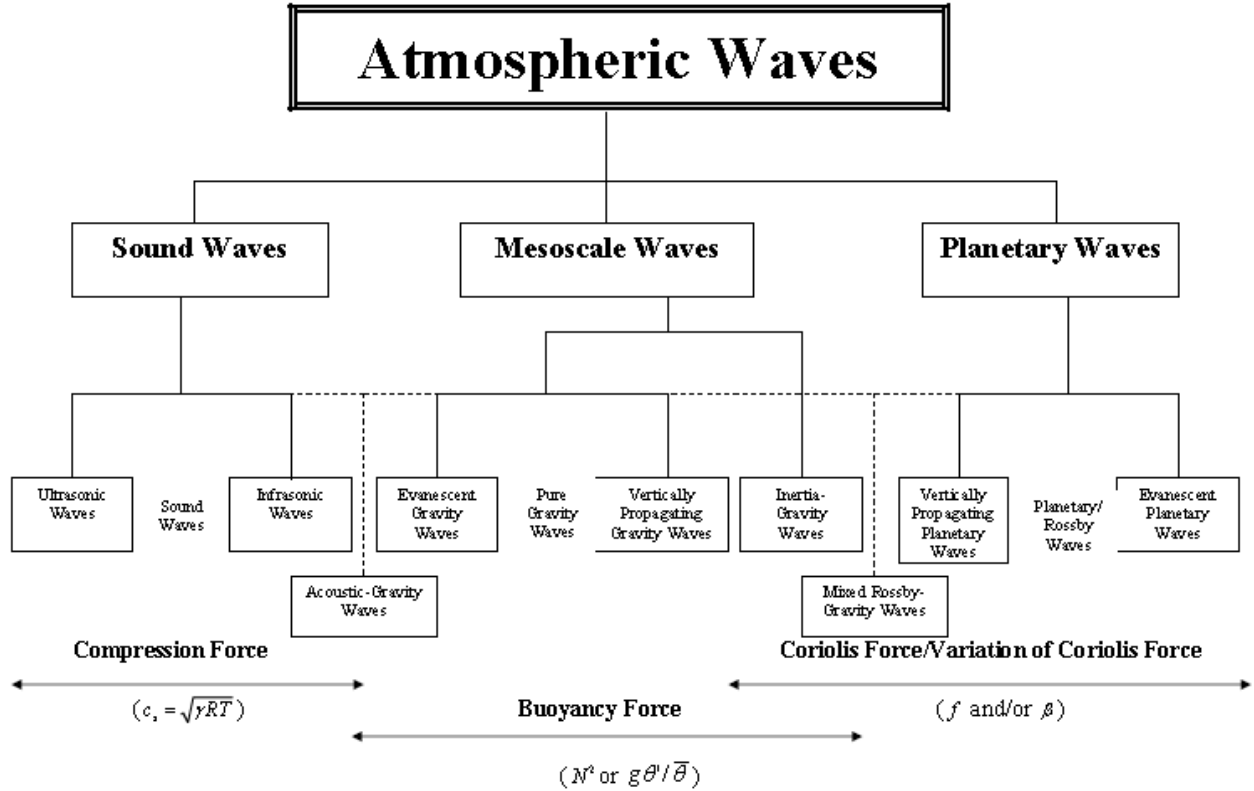 Atmospheric Waves
Sound Waves
Mesoscale Waves
Planetary Waves
Ultrasonic
Waves
Sound
Waves
Infrasonic
Waves
Evanescent
Gravity
Waves
Pure
Gravity
Waves
Vertically
Propagating
Gravity Waves
Inertia-
Gravity
Waves
Vertically
Propagating
Planetary
Waves
Planetary/
Rossby
Waves
Evanescent
Planetary
Waves
Acoustic-Gravity
Waves
Mixed Rossby-
Gravity Waves
Compression Force
(c_s = √γRT)
Coriolis Force/Variation of Coriolis Force
(f and/or β)
Buoyancy Force
(N² or gθ'/θ̅)